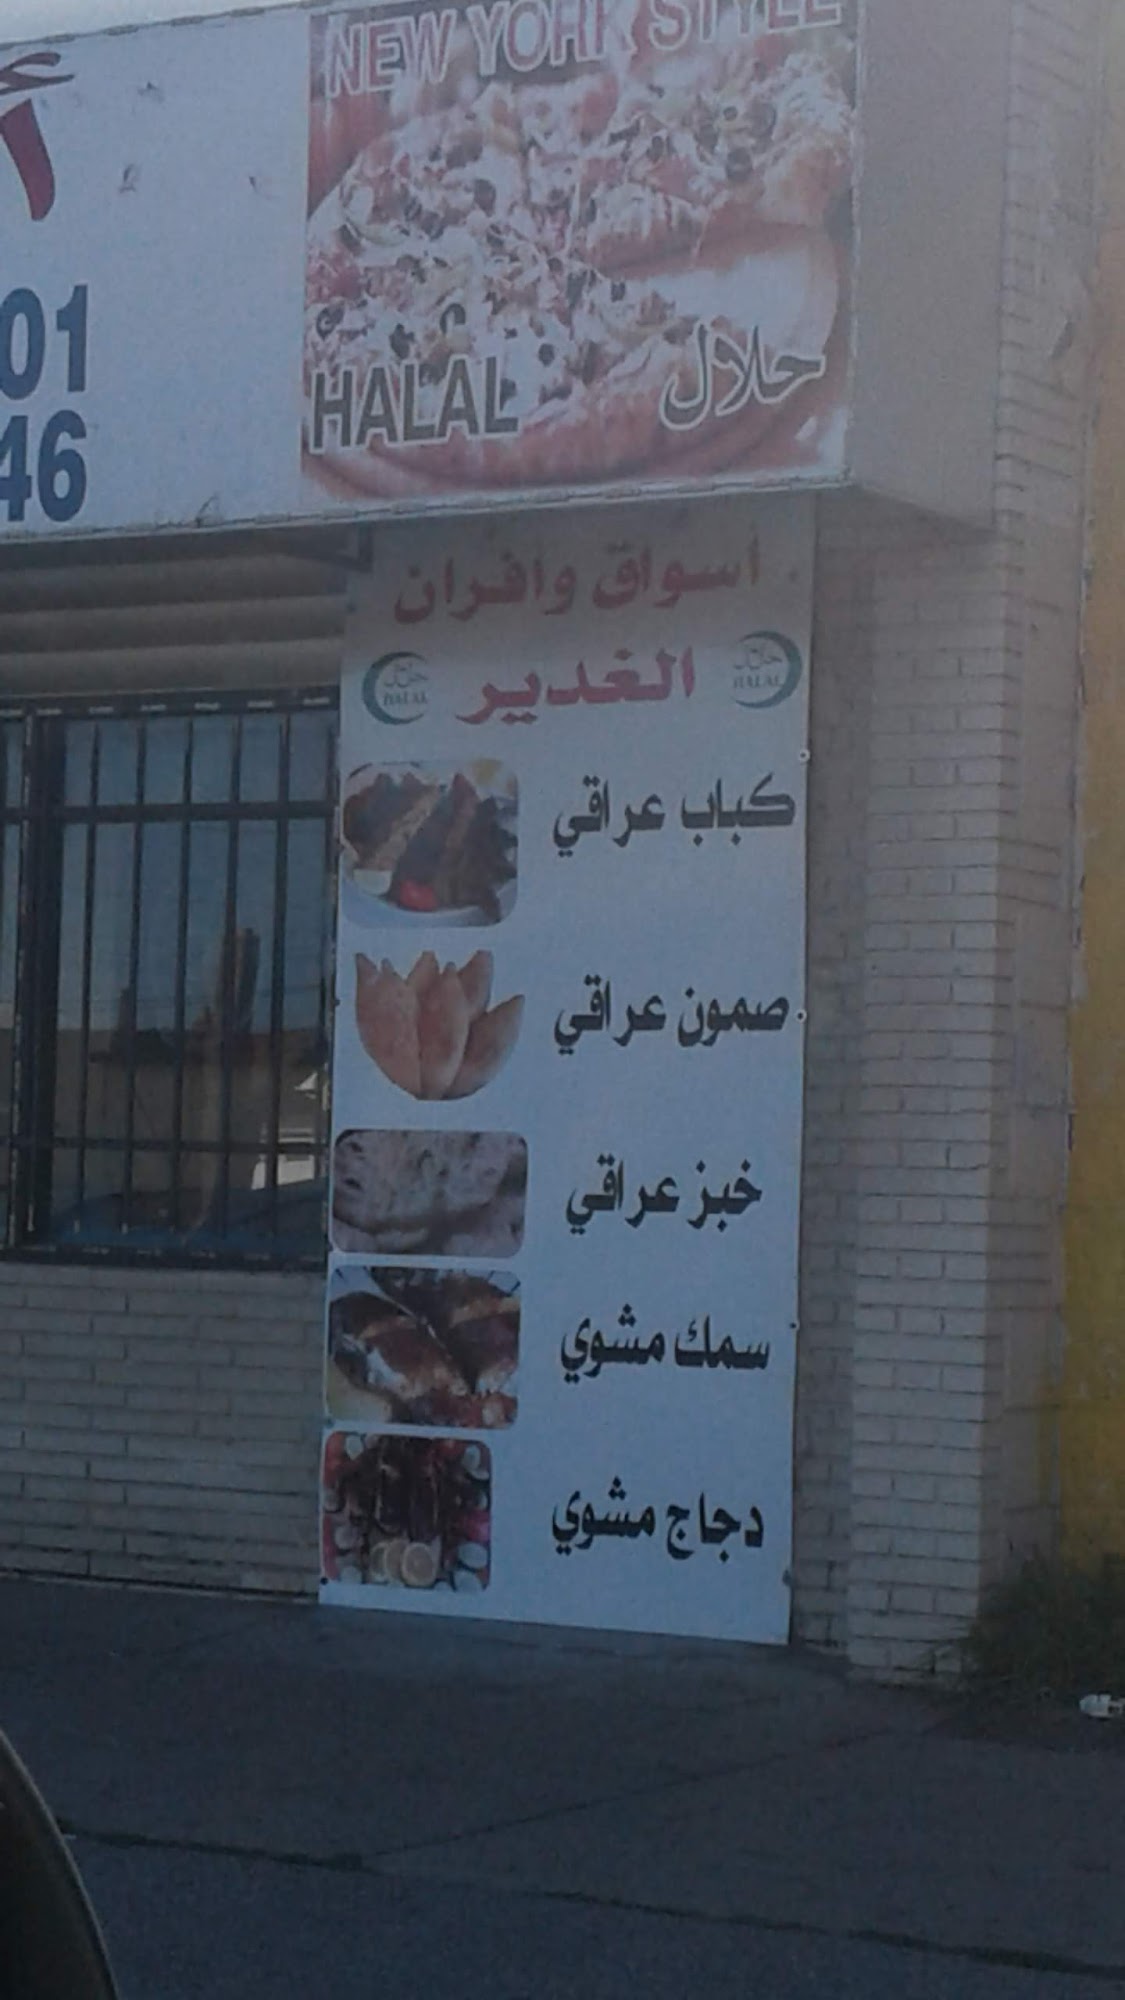 NEW YORK STYLE
HALAL حلال
01
46
اسواق وافران
الغدير
حلال HALAL
حلال HALAL
كباب عراقي
صمون عراقي
خبز عراقي
سمك مشوي
دجاج مشوي